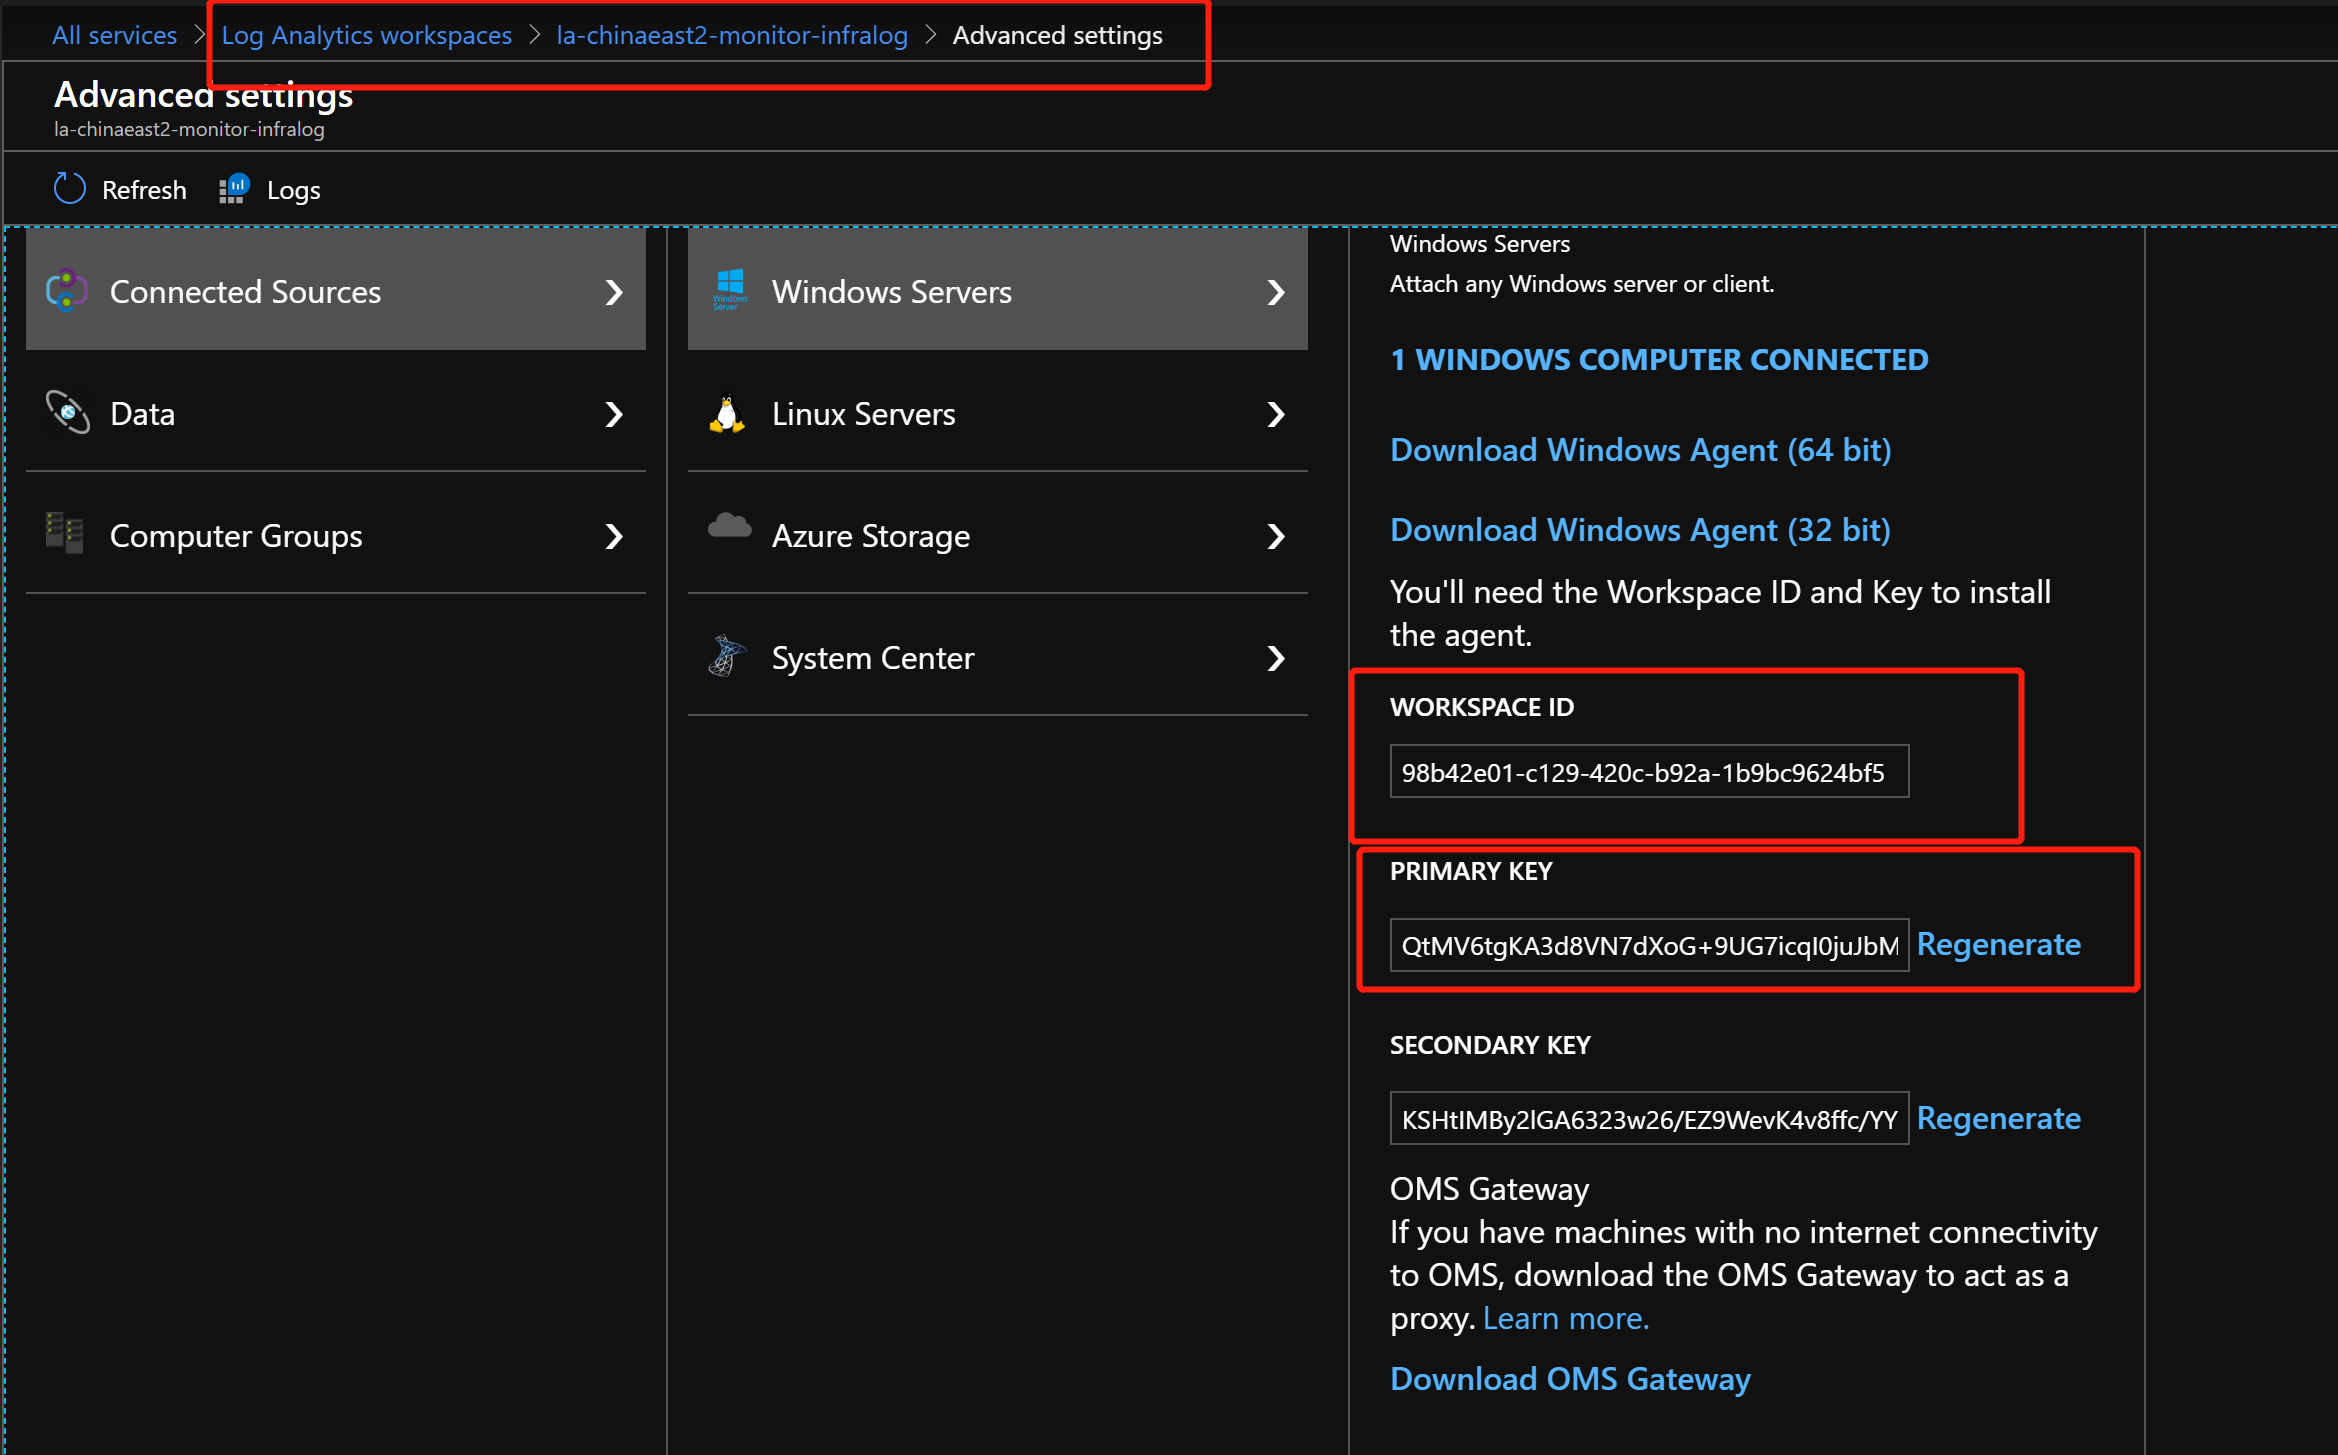 All services > Log Analytics workspaces > la-chinaeast2-monitor-infralog > Advanced settings
Advanced settings
la-chinaeast2-monitor-infralog
Refresh Logs
Connected Sources
Data
Computer Groups
Windows Server
Windows Servers
Linux Servers
Azure Storage
System Center
Windows Servers
Attach any Windows server or client.
1 WINDOWS COMPUTER CONNECTED
Download Windows Agent (64 bit)
Download Windows Agent (32 bit)
You'll need the Workspace ID and Key to install
the agent.
WORKSPACE ID
98b42e01-c129-420c-b92a-1b9bc9624bf5
PRIMARY KEY
QtMV6tgKA3d8VN7dXoG+9UG7icqI0juJbM Regenerate
SECONDARY KEY
KSHtIMBy2lGA6323w26/EZ9WevK4v8ffc/YY Regenerate
OMS Gateway
If you have machines with no internet connectivity
to OMS, download the OMS Gateway to act as a
proxy. Learn more.
Download OMS Gateway